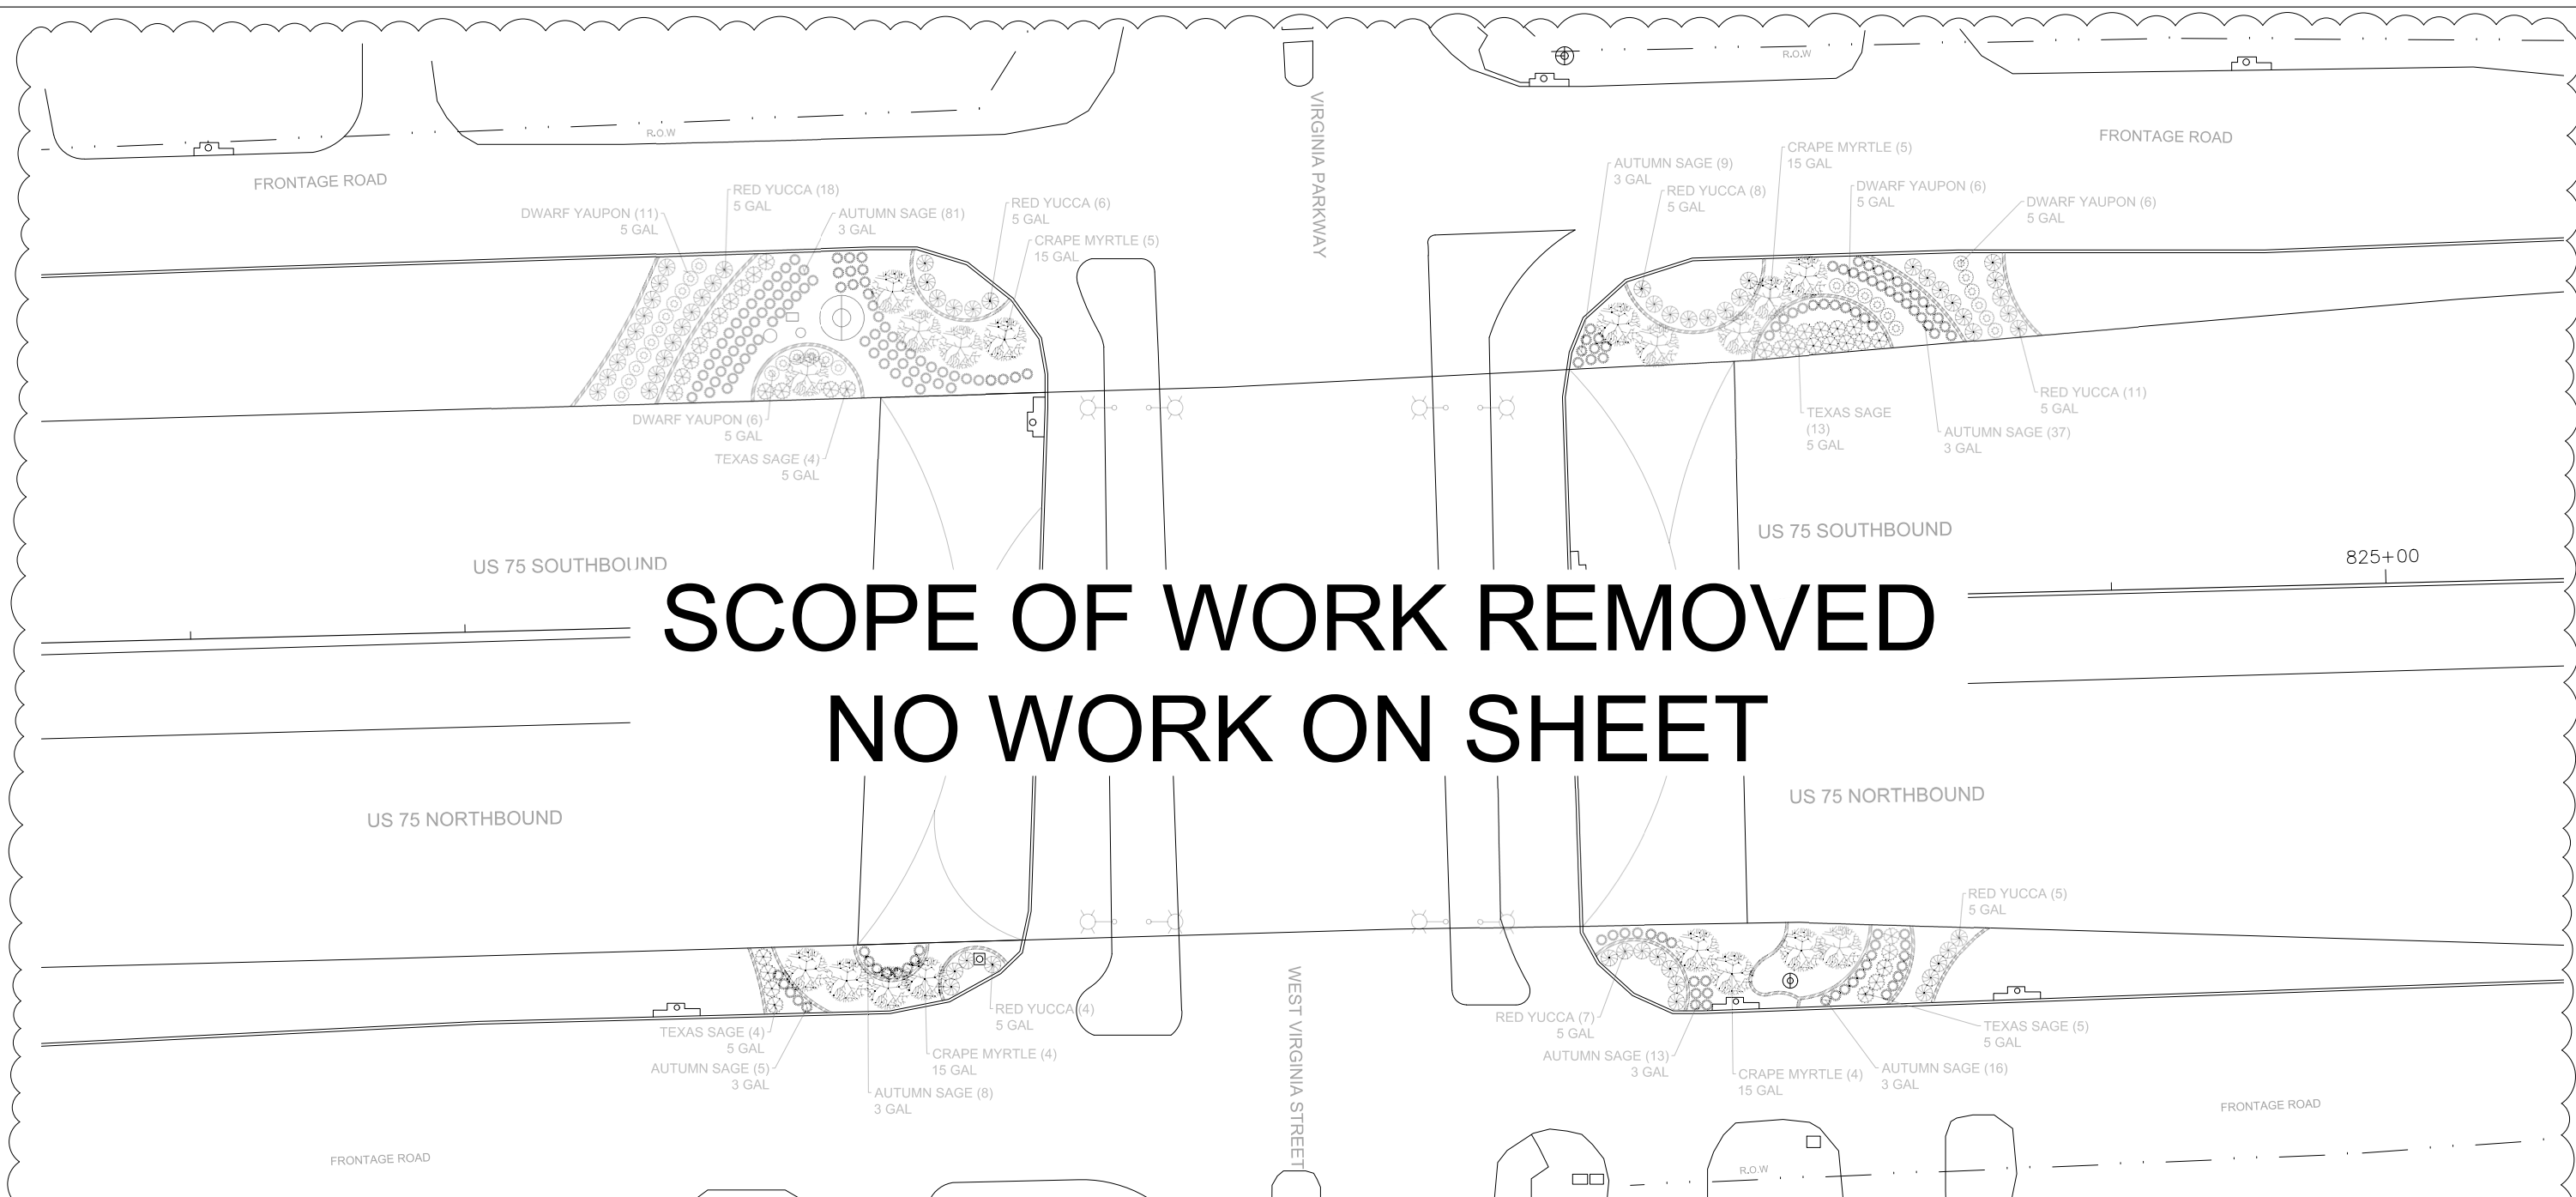 R.O.W
VIRGINIA PARKWAY
R.O.W
FRONTAGE ROAD
FRONTAGE ROAD
DWARF YAUPON (11)
5 GAL
RED YUCCA (18)
5 GAL
AUTUMN SAGE (81)
3 GAL
RED YUCCA (6)
5 GAL
CRAPE MYRTLE (5)
15 GAL
AUTUMN SAGE (9)
3 GAL
RED YUCCA (8)
5 GAL
CRAPE MYRTLE (5)
15 GAL
DWARF YAUPON (6)
5 GAL
DWARF YAUPON (6)
5 GAL
DWARF YAUPON (6)
5 GAL
TEXAS SAGE (4)
5 GAL
TEXAS SAGE
(13)
5 GAL
AUTUMN SAGE (37)
3 GAL
RED YUCCA (11)
5 GAL
US 75 SOUTHBOUND
US 75 SOUTHBOUND
825+00
SCOPE OF WORK REMOVED
NO WORK ON SHEET
US 75 NORTHBOUND
US 75 NORTHBOUND
RED YUCCA (5)
5 GAL
WEST VIRGINIA STREET
TEXAS SAGE (4)
5 GAL
AUTUMN SAGE (5)
3 GAL
RED YUCCA (4)
5 GAL
CRAPE MYRTLE (4)
15 GAL
AUTUMN SAGE (8)
3 GAL
RED YUCCA (7)
5 GAL
AUTUMN SAGE (13)
3 GAL
CRAPE MYRTLE (4)
15 GAL
AUTUMN SAGE (16)
3 GAL
TEXAS SAGE (5)
5 GAL
FRONTAGE ROAD
FRONTAGE ROAD
R.O.W